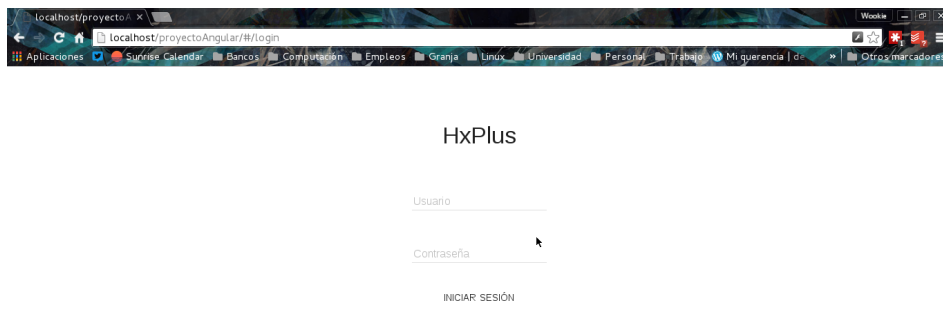 localhost/proyectoA
Wookie
localhost/proyectoAngular/#/login
Aplicaciones Sunrise Calendar Bancos Computación Empleos Granja Linux Universidad Personal Trabajo Mi querencia | de » Otros marcadores
HxPlus
Usuario
Contraseña
INICIAR SESIÓN